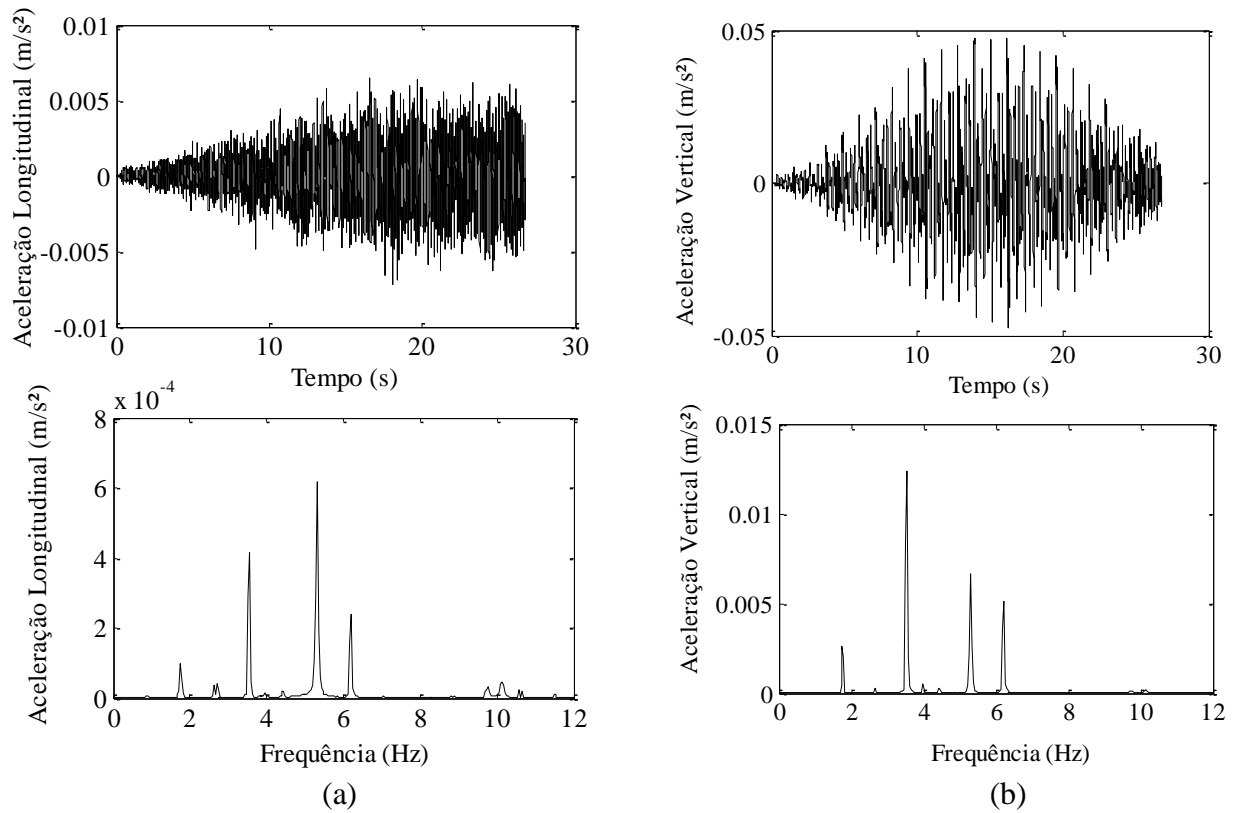 Aceleração Longitudinal (m/s²)
0.01
0.005
0
-0.005
-0.01
0 10 20 30
Tempo (s)
Aceleração Vertical (m/s²)
0.05
0
-0.05
0 10 20 30
Tempo (s)
x 10 -4
Aceleração Longitudinal (m/s²)
8
6
4
2
0
0 2 4 6 8 10 12
Frequência (Hz)
(a)
Aceleração Vertical (m/s²)
0.015
0.01
0.005
0
0 2 4 6 8 10 12
Frequência (Hz)
(b)